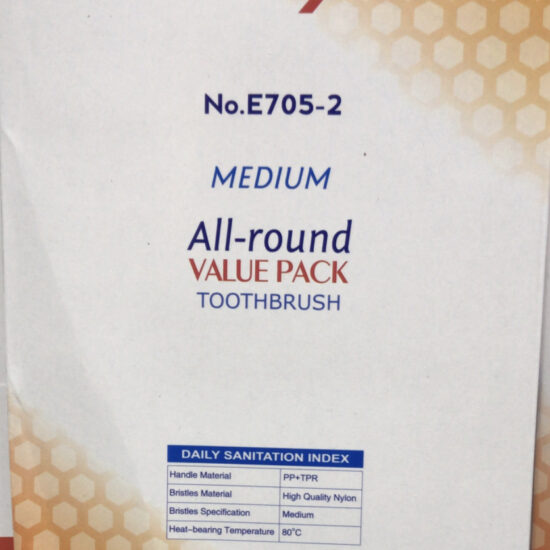 No.E705-2
MEDIUM
All-round
VALUE PACK
TOOTHBRUSH
DAILY SANITATION INDEX
Handle Material PP+TPR
Bristles Material High Quality Nylon
Bristles Specification Medium
Heat-bearing Temperature 80°C